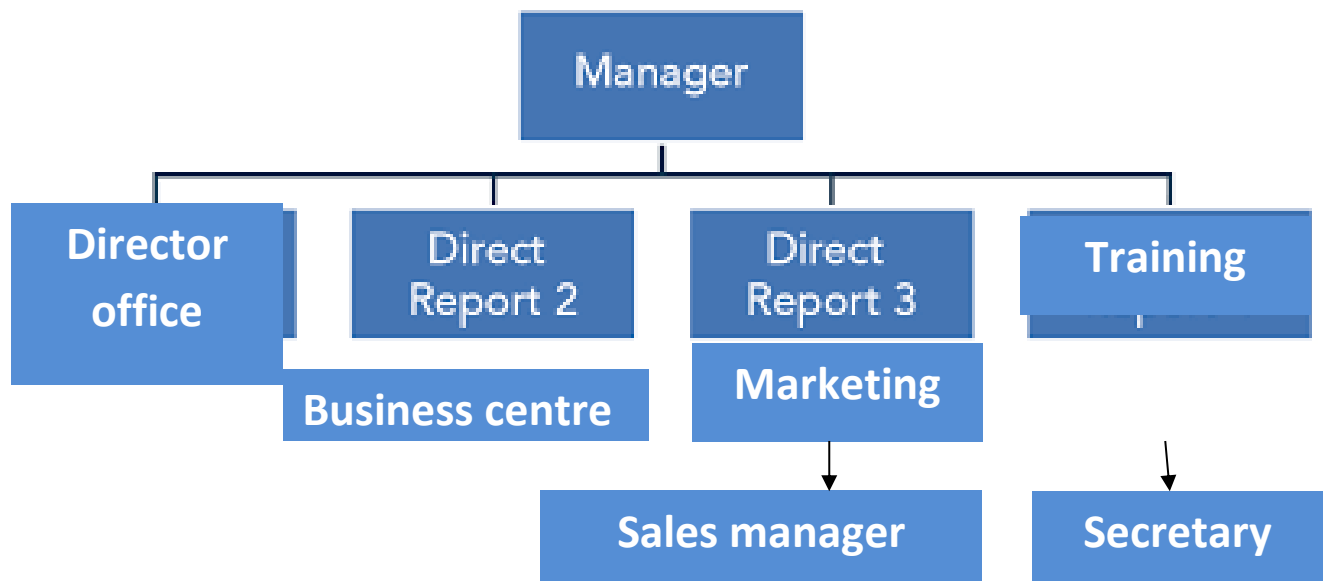 Manager
Director
office
Direct
Report 2
Direct
Report 3
Training
Business centre
Marketing
Sales manager
Secretary